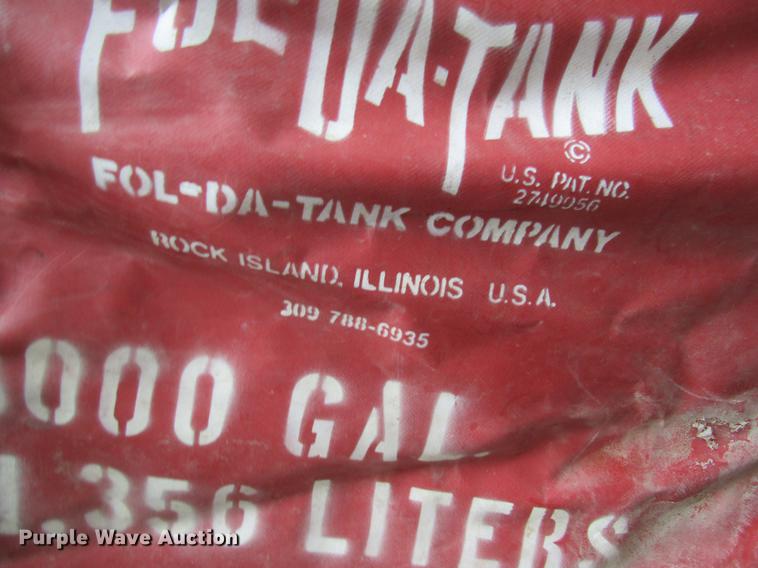 FOL-DA-TANK
©
U.S. PAT. NO.
2749956
FOL-DA-TANK COMPANY
ROCK ISLAND, ILLINOIS U.S.A.
309 788-6935
000 GAL.
1,356 LITERS
Purple Wave Auction